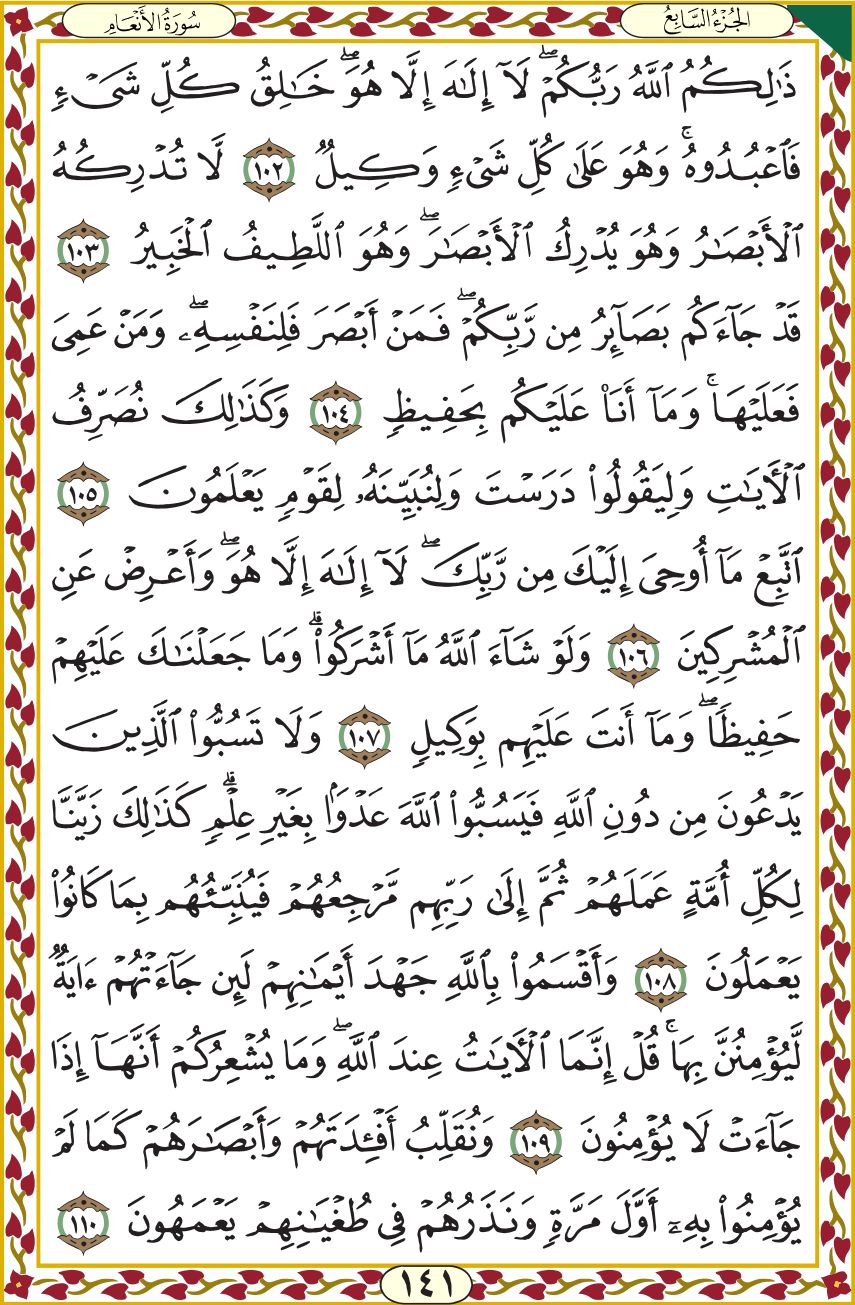 الجُزْءُ السَّابِعُ
سُورَةُ الأَنْعَامِ
ذَٰلِكُمُ ٱللَّهُ رَبُّكُمْۖ لَآ إِلَٰهَ إِلَّا هُوَۖ خَٰلِقُ كُلِّ شَىْءٍ
فَٱعْبُدُوهُۚ وَهُوَ عَلَىٰ كُلِّ شَىْءٍ وَكِيلٌ ١٠٢ لَّا تُدْرِكُهُ
ٱلْأَبْصَٰرُ وَهُوَ يُدْرِكُ ٱلْأَبْصَٰرَۖ وَهُوَ ٱللَّطِيفُ ٱلْخَبِيرُ ١٠٣
قَدْ جَآءَكُم بَصَآئِرُ مِن رَّبِّكُمْۖ فَمَنْ أَبْصَرَ فَلِنَفْسِهِۦۖ وَمَنْ عَمِىَ
فَعَلَيْهَاۚ وَمَآ أَنَا۠ عَلَيْكُم بِحَفِيظٍ ١٠٤ وَكَذَٰلِكَ نُصَرِّفُ
ٱلْأَيَٰتِ وَلِيَقُولُوا۟ دَرَسْتَ وَلِنُبَيِّنَهُۥ لِقَوْمٍ يَعْلَمُونَ ١٠٥
ٱتَّبِعْ مَآ أُوحِىَ إِلَيْكَ مِن رَّبِّكَۖ لَآ إِلَٰهَ إِلَّا هُوَۖ وَأَعْرِضْ عَنِ
ٱلْمُشْرِكِينَ ١٠٦ وَلَوْ شَآءَ ٱللَّهُ مَآ أَشْرَكُوا۟ۗ وَمَا جَعَلْنَٰكَ عَلَيْهِمْ
حَفِيظًاۖ وَمَآ أَنتَ عَلَيْهِم بِوَكِيلٍ ١٠٧ وَلَا تَسُبُّوا۟ ٱلَّذِينَ
يَدْعُونَ مِن دُونِ ٱللَّهِ فَيَسُبُّوا۟ ٱللَّهَ عَدْوًۢا بِغَيْرِ عِلْمٍۗ كَذَٰلِكَ زَيَّنَّا
لِكُلِّ أُمَّةٍ عَمَلَهُمْ ثُمَّ إِلَىٰ رَبِّهِم مَّرْجِعُهُمْ فَيُنَبِّئُهُم بِمَا كَانُوا۟
يَعْمَلُونَ ١٠٨ وَأَقْسَمُوا۟ بِٱللَّهِ جَهْدَ أَيْمَٰنِهِمْ لَئِن جَآءَتْهُمْ ءَايَةٌ
لَّيُؤْمِنُنَّ بِهَاۚ قُلْ إِنَّمَا ٱلْأَيَٰتُ عِندَ ٱللَّهِۖ وَمَا يُشْعِرُكُمْ أَنَّهَآ إِذَا
جَآءَتْ لَا يُؤْمِنُونَ ١٠٩ وَنُقَلِّبُ أَفْـِٔدَتَهُمْ وَأَبْصَٰرَهُمْ كَمَا لَمْ
يُؤْمِنُوا۟ بِهِۦٓ أَوَّلَ مَرَّةٍ وَنَذَرُهُمْ فِى طُغْيَٰنِهِمْ يَعْمَهُونَ ١١٠
١٤١